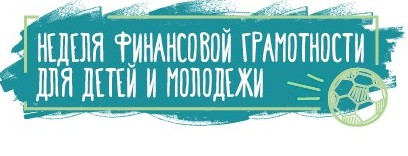 НЕДЕЛЯ ФИНАНСОВОЙ ГРАМОТНОСТИ
ДЛЯ ДЕТЕЙ И МОЛОДЕЖИ